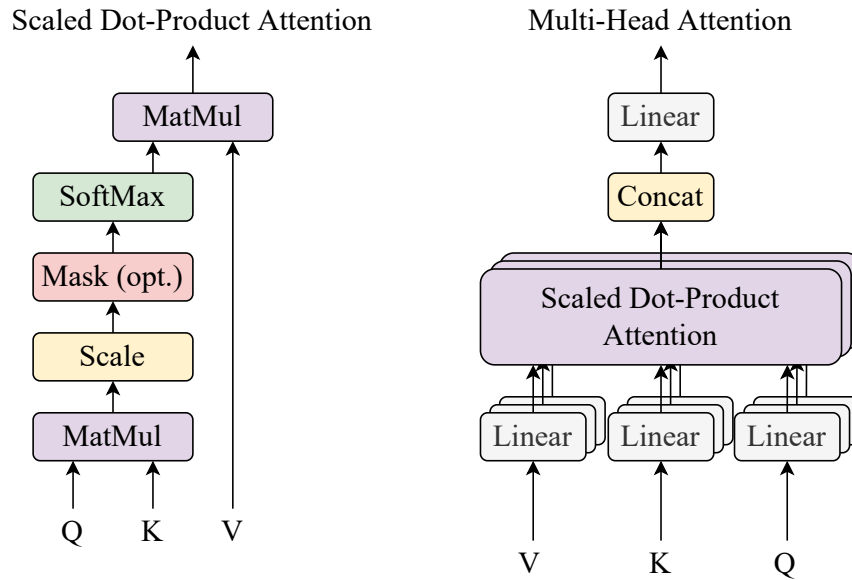 Scaled Dot-Product Attention
MatMul
SoftMax
Mask (opt.)
Scale
MatMul
Q K V
Multi-Head Attention
Linear
Concat
Scaled Dot-Product
Attention
Linear Linear Linear
V K Q